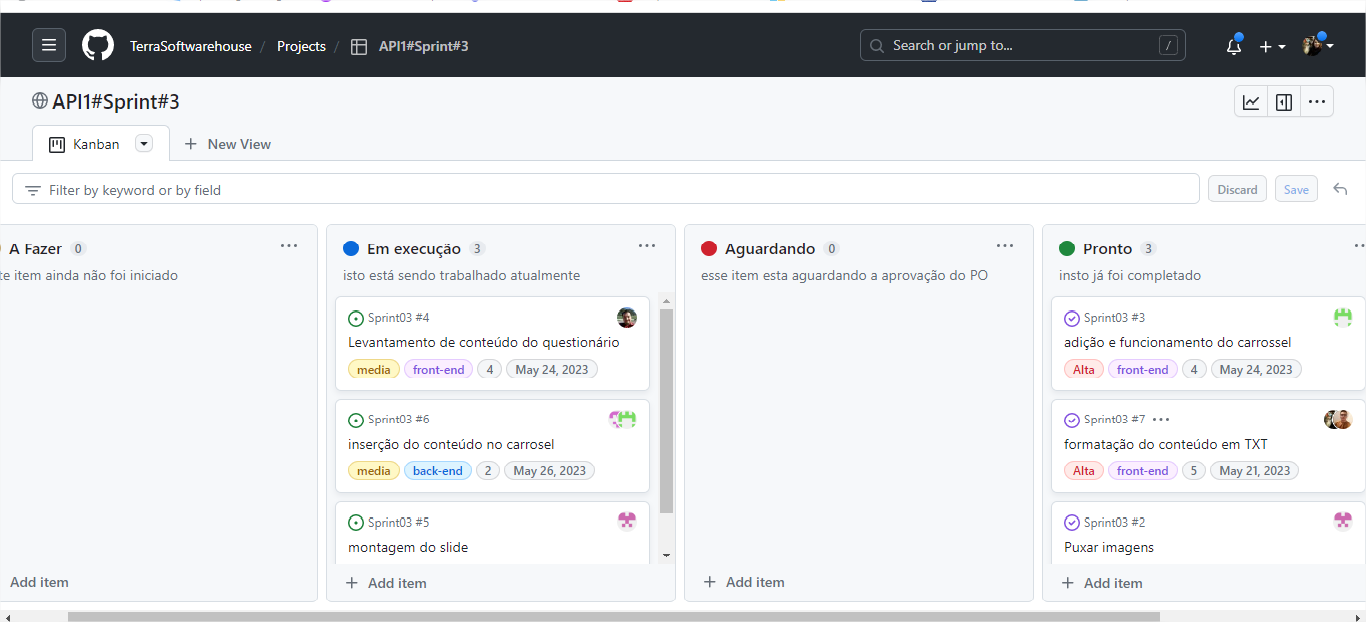 TerraSoftwarehouse / Projects / API1#Sprint#3
Search or jump to... /
API1#Sprint#3
Kanban
New View
Filter by keyword or by field
Discard Save
A Fazer 0
te item ainda não foi iniciado
Add item
Em execução 3
isto está sendo trabalhado atualmente
Sprint03 #4
Levantamento de conteúdo do questionário
media front-end 4 May 24, 2023
Sprint03 #6
inserção do conteúdo no carrosel
media back-end 2 May 26, 2023
Sprint03 #5
montagem do slide
Add item
Aguardando 0
esse item esta aguardando a aprovação do PO
Add item
Pronto 3
insto já foi completado
Sprint03 #3
adição e funcionamento do carrossel
Alta front-end 4 May 24, 2023
Sprint03 #7
formatação do conteúdo em TXT
Alta front-end 5 May 21, 2023
Sprint03 #2
Puxar imagens
Add item